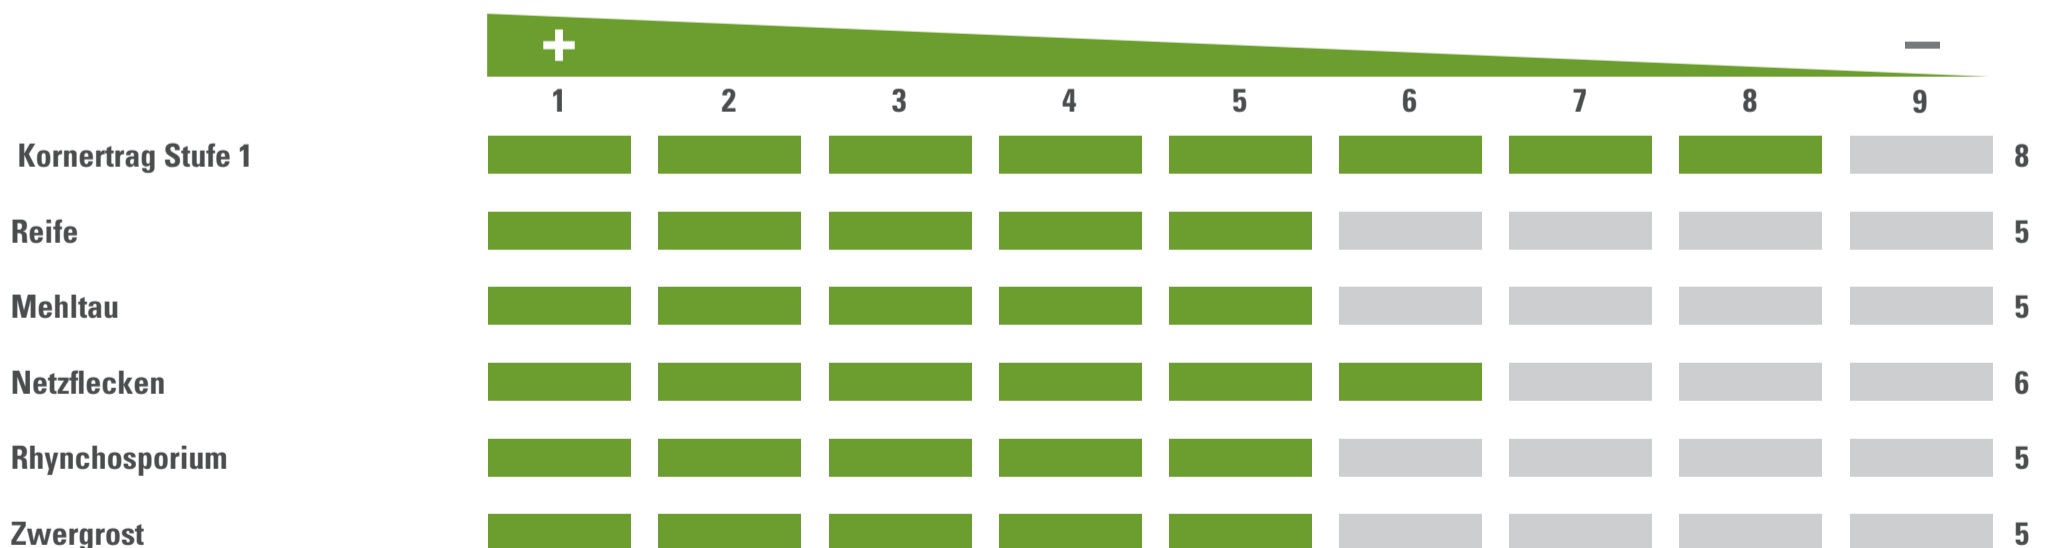 + −
1 2 3 4 5 6 7 8 9
Kornertrag Stufe 1 8
Reife 5
Mehltau 5
Netzflecken 6
Rhynchosporium 5
Zwergrost 5